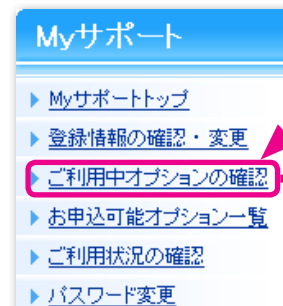 Myサポート
Myサポートトップ
登録情報の確認・変更
ご利用中オプションの確認
お申込可能オプション一覧
ご利用状況の確認
パスワード変更